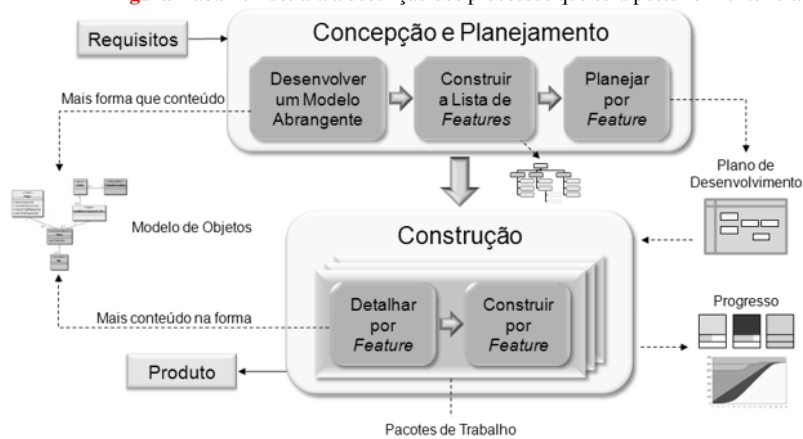 Requisitos
Concepção e Planejamento
Desenvolver
um Modelo
Abrangente
Construir
a Lista de
Features
Planejar
por
Feature
Mais forma que conteúdo
Plano de
Desenvolvimento
Modelo de Objetos
Construção
Detalhar
por
Feature
Construir
por
Feature
Mais conteúdo na forma
Progresso
Produto
Pacotes de Trabalho